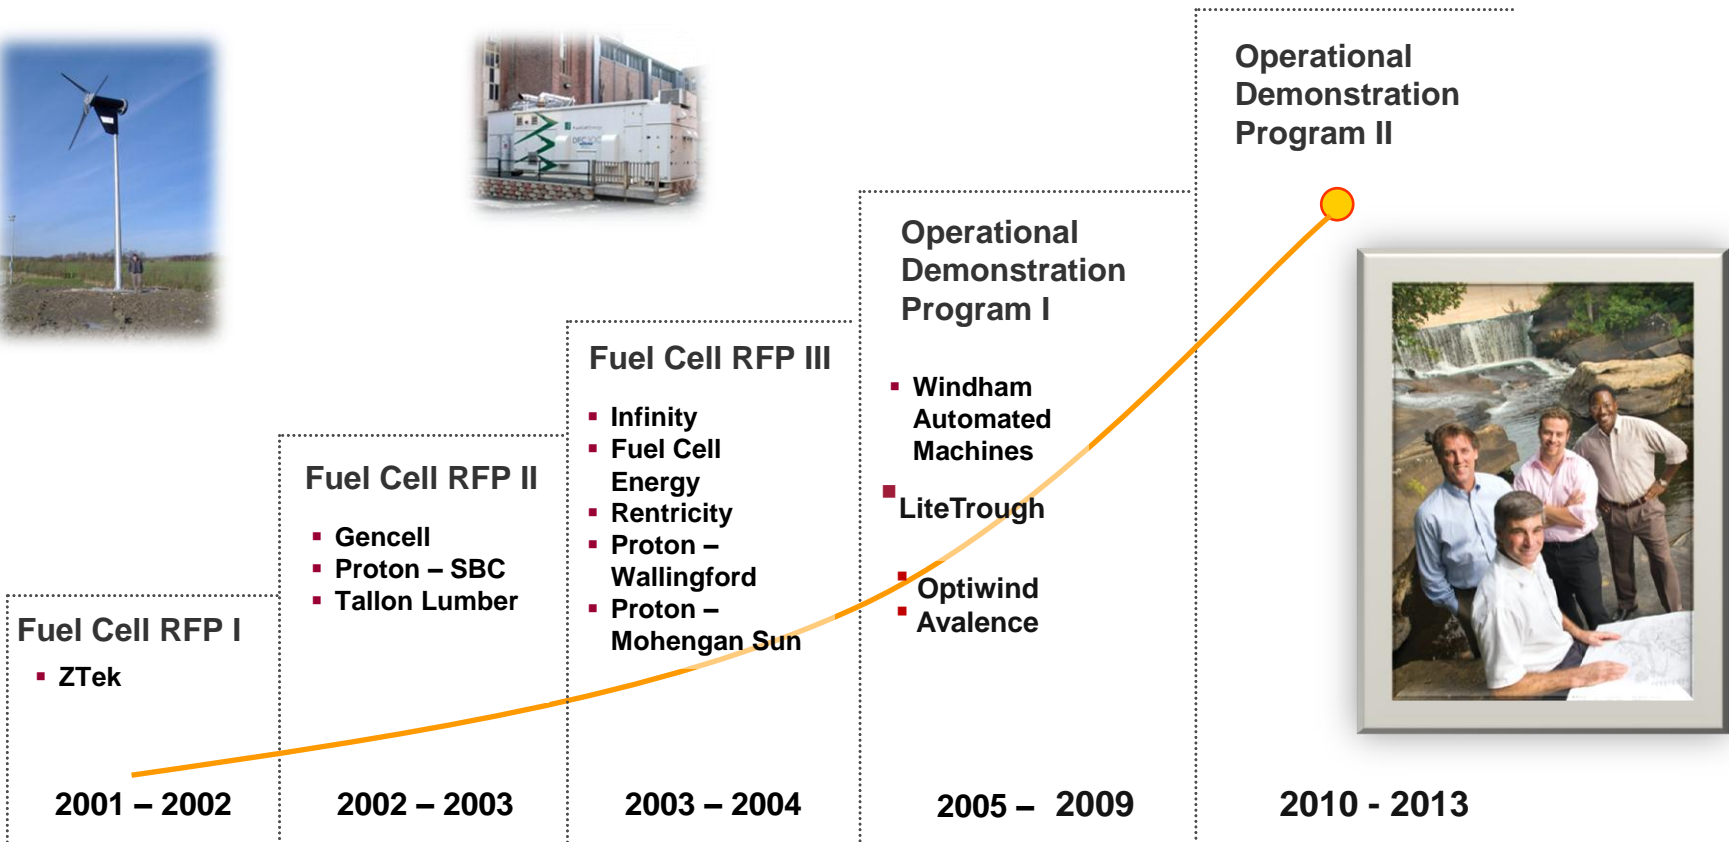 Operational
Demonstration
Program II
Operational
Demonstration
Program I
Fuel Cell RFP III
Windham
Automated
Machines
Infinity
Fuel Cell
Energy
Rentricity
Proton –
Wallingford
Proton –
Mohengan Sun
Fuel Cell RFP II
LiteTrough
Gencell
Proton – SBC
Tallon Lumber
Optiwind
Avalence
Fuel Cell RFP I
ZTek
2001 – 2002
2002 – 2003
2003 – 2004
2005 – 2009
2010 - 2013